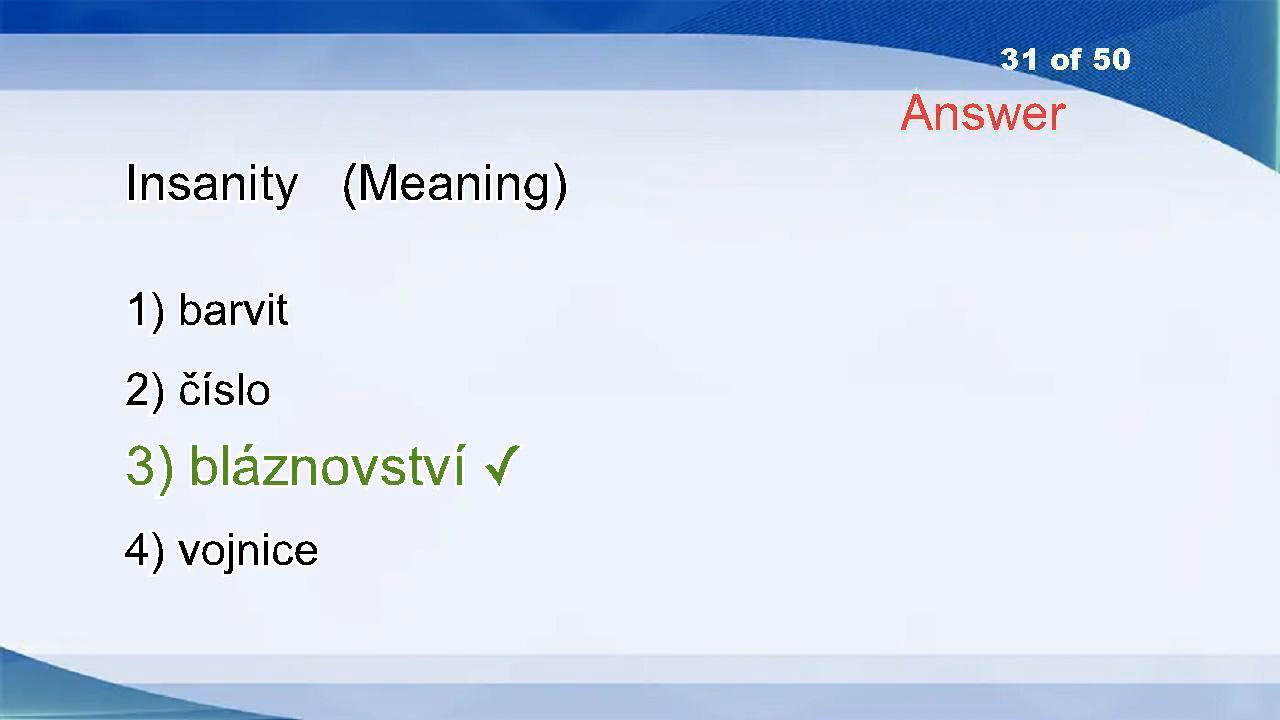 31 of 50
Answer
Insanity (Meaning)
1) barvit
2) číslo
3) bláznovství ✓
4) vojnice